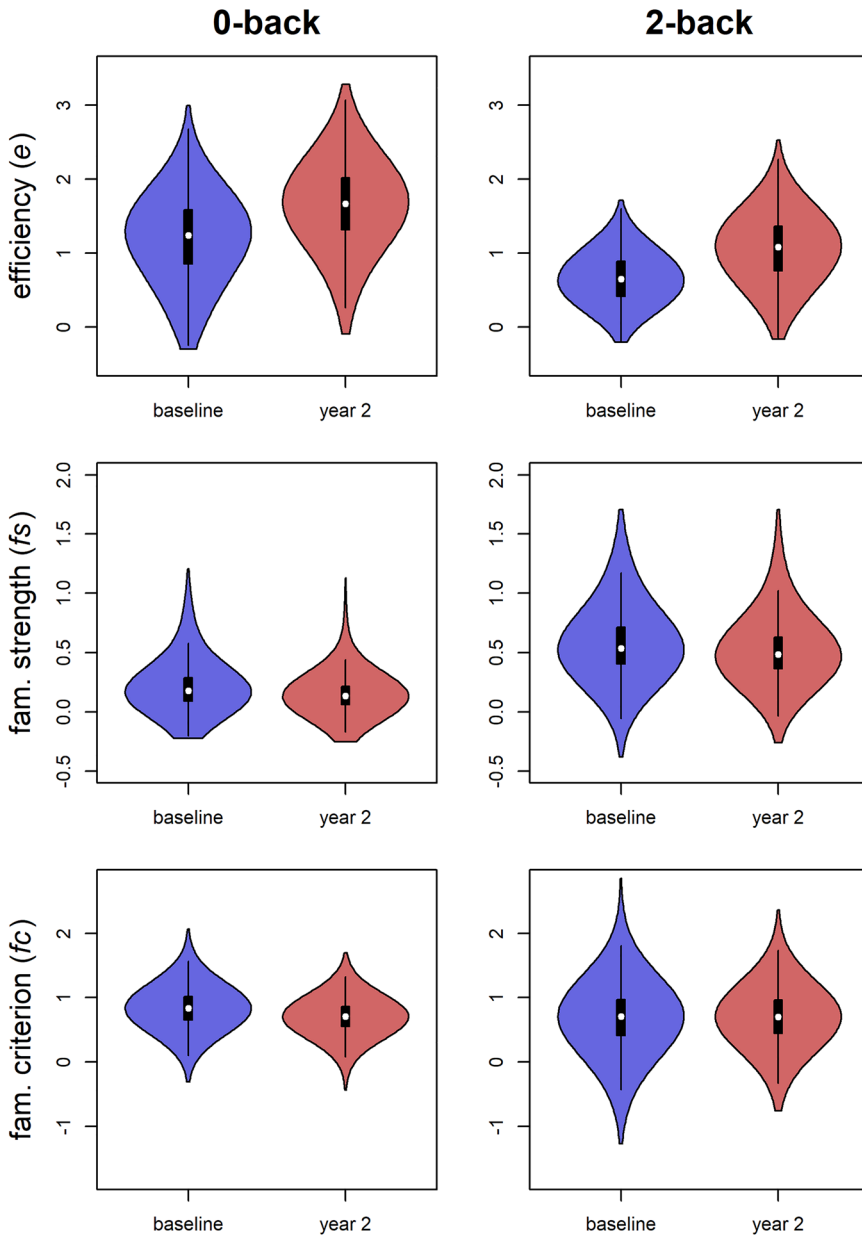 0-back
2-back
efficiency (e)
3
2
1
0
baseline
year 2
3
2
1
0
baseline
year 2
fam. strength (fs)
2.0
1.5
1.0
0.5
0.0
-0.5
baseline
year 2
2.0
1.5
1.0
0.5
0.0
-0.5
baseline
year 2
fam. criterion (fc)
2
1
0
-1
baseline
year 2
2
1
0
-1
baseline
year 2